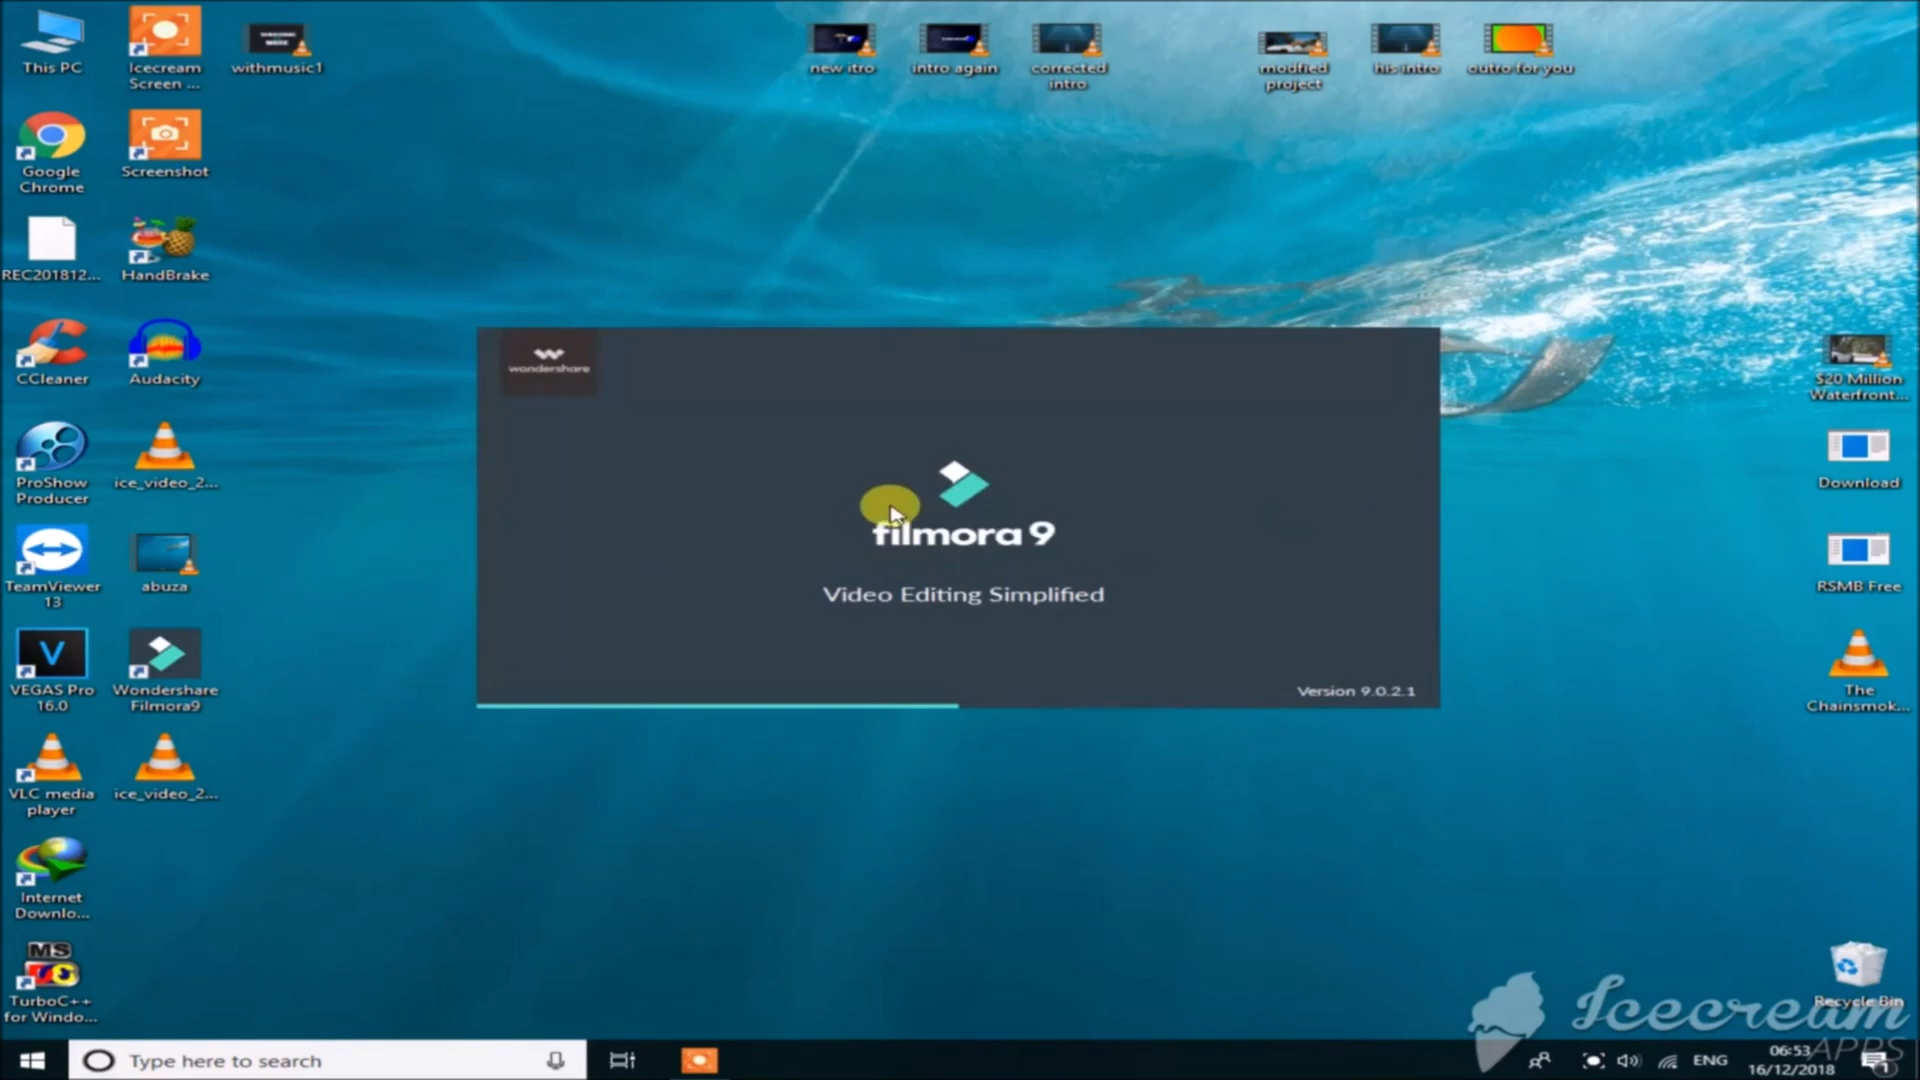 This PC
Icecream
Screen ...
withmusic1
new itro
intro again
corrected
intro
modfied
project
his intro
outro for you
Google
Chrome
Screenshot
REC201812...
HandBrake
CCleaner
Audacity
ProShow
Producer
ice_video_2...
TeamViewer
13
abuza
VEGAS Pro
16.0
Wondershare
Filmora9
VLC media
player
ice_video_2...
Internet
Downlo...
MS
TurboC++
for Windo...
wondershare
filmora 9
Video Editing Simplified
Version 9.0.2.1
$20 Million
Waterfront...
Download
RSMB Free
The
Chainsmok...
Recycle Bin
Icecream
APPS
Type here to search
ENG
06:53
16/12/2018
1